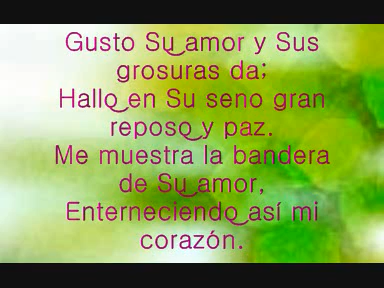 Gusto Su‿amor y Sus
grosuras da;
Hallo‿en Su seno gran
reposo‿y paz.
Me muestra la bandera
de Su‿amor,
Enterneciendo‿así mi
corazón.